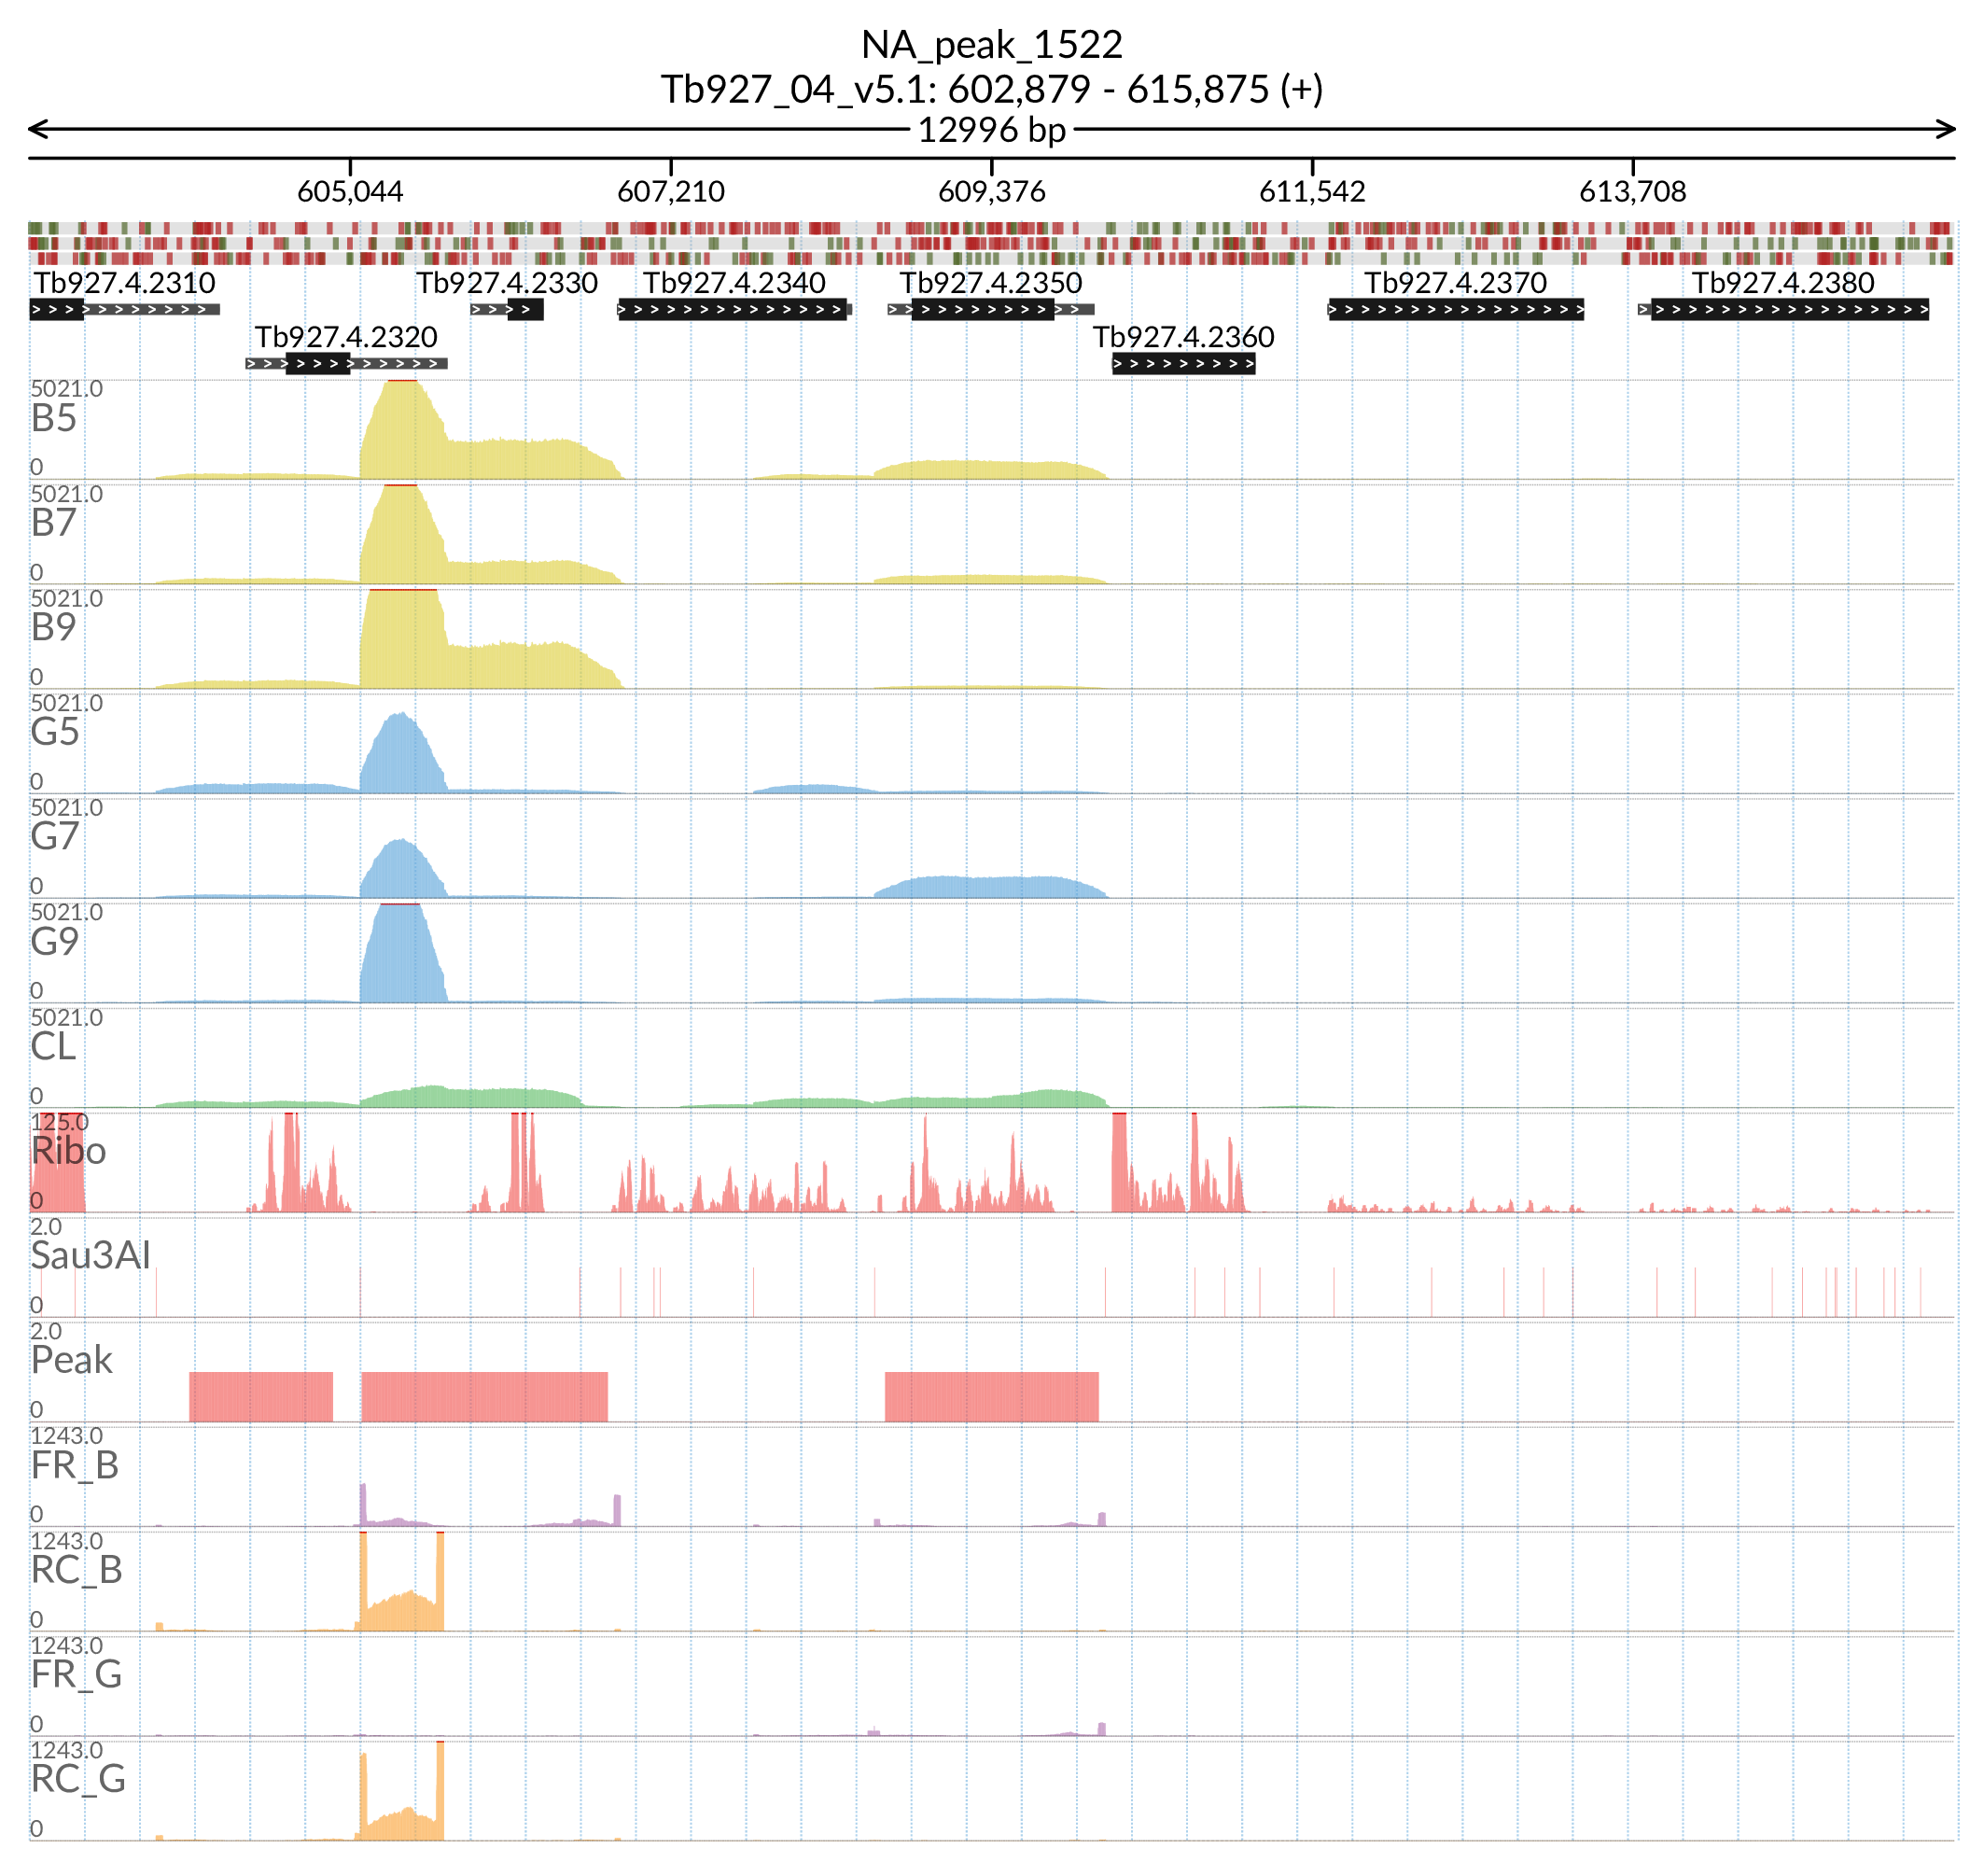 NA_peak_1522
Tb927_04_v5.1: 602,879 - 615,875 (+)
12996 bp
605,044 607,210 609,376 611,542 613,708
Tb927.4.2310 Tb927.4.2330 Tb927.4.2340 Tb927.4.2350 Tb927.4.2370 Tb927.4.2380
Tb927.4.2320 Tb927.4.2360
5021.0
B5
0
5021.0
B7
0
5021.0
B9
0
5021.0
G5
0
5021.0
G7
0
5021.0
G9
0
5021.0
CL
0
125.0
Ribo
0
2.0
Sau3AI
0
2.0
Peak
0
1243.0
FR_B
0
1243.0
RC_B
0
1243.0
FR_G
0
1243.0
RC_G
0